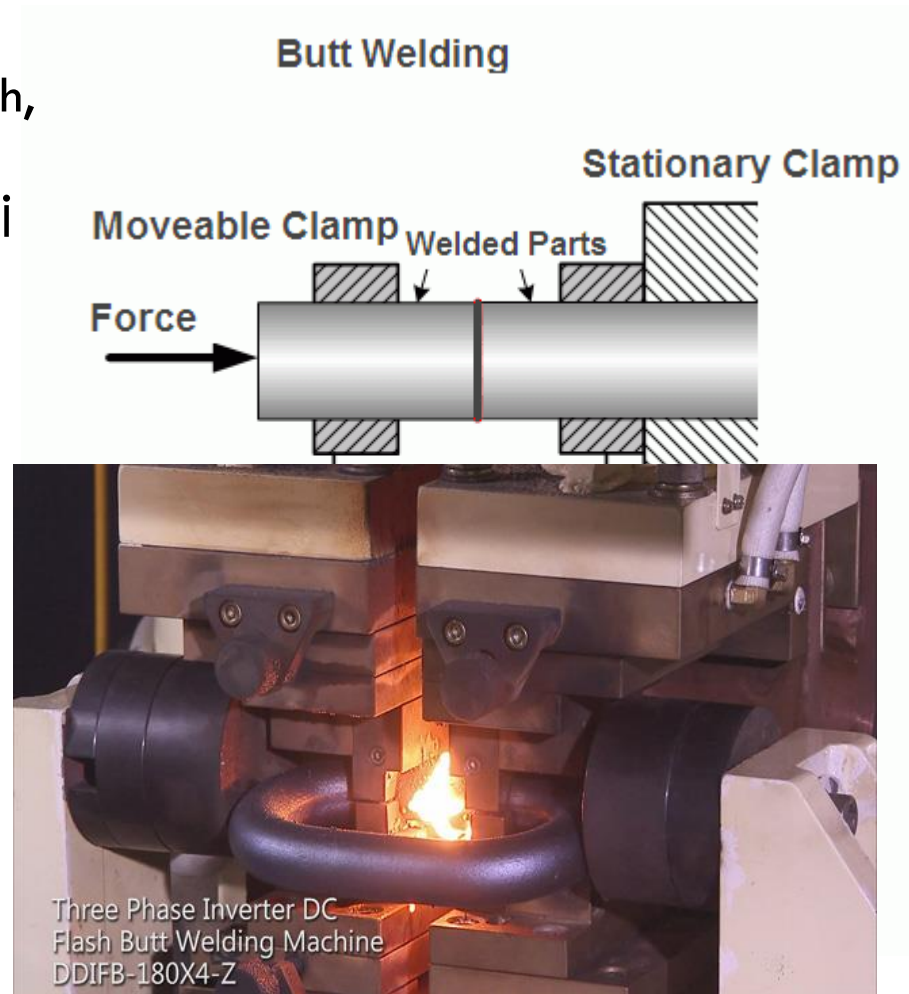 Butt Welding
h,
Stationary Clamp
j
Moveable Clamp
Welded Parts
Force
Three Phase Inverter DC
Flash Butt Welding Machine
DDIFB-180X4-Z